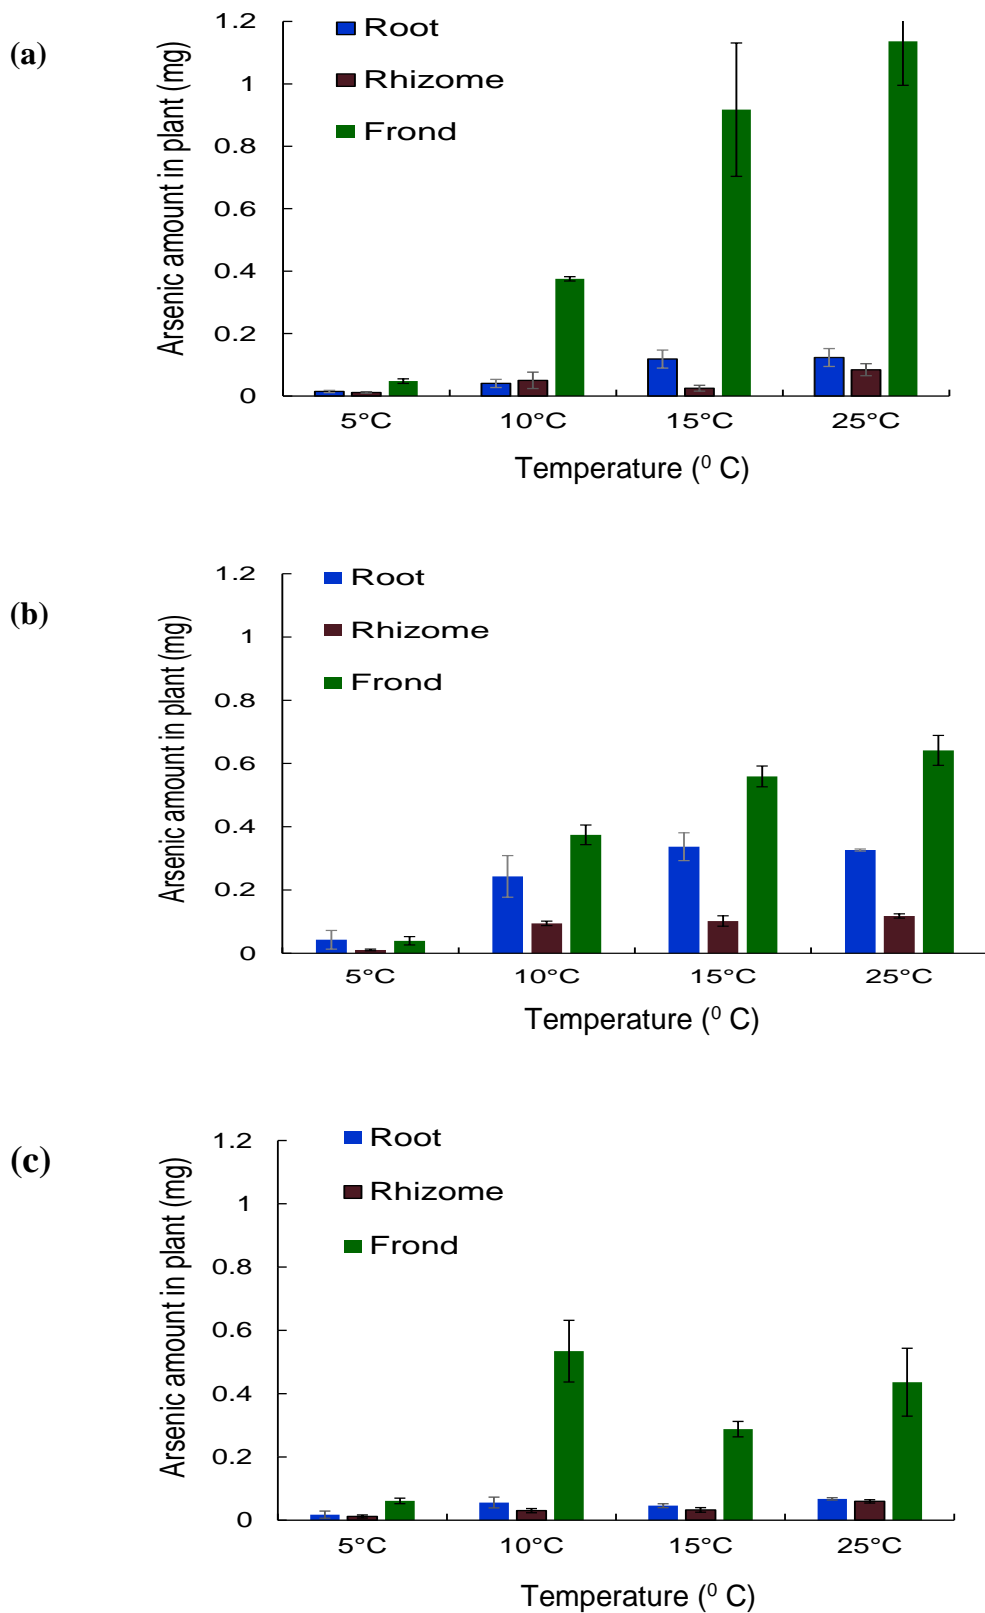 (a)
Arsenic amount in plant (mg)
1.2
1
0.8
0.6
0.4
0.2
0
Root
Rhizome
Frond
5°C 10°C 15°C 25°C
Temperature (⁰ C)
(b)
Arsenic amount in plant (mg)
1.2
1
0.8
0.6
0.4
0.2
0
Root
Rhizome
Frond
5°C 10°C 15°C 25°C
Temperature (⁰ C)
(c)
Arsenic amount in plant (mg)
1.2
1
0.8
0.6
0.4
0.2
0
Root
Rhizome
Frond
5°C 10°C 15°C 25°C
Temperature (⁰ C)